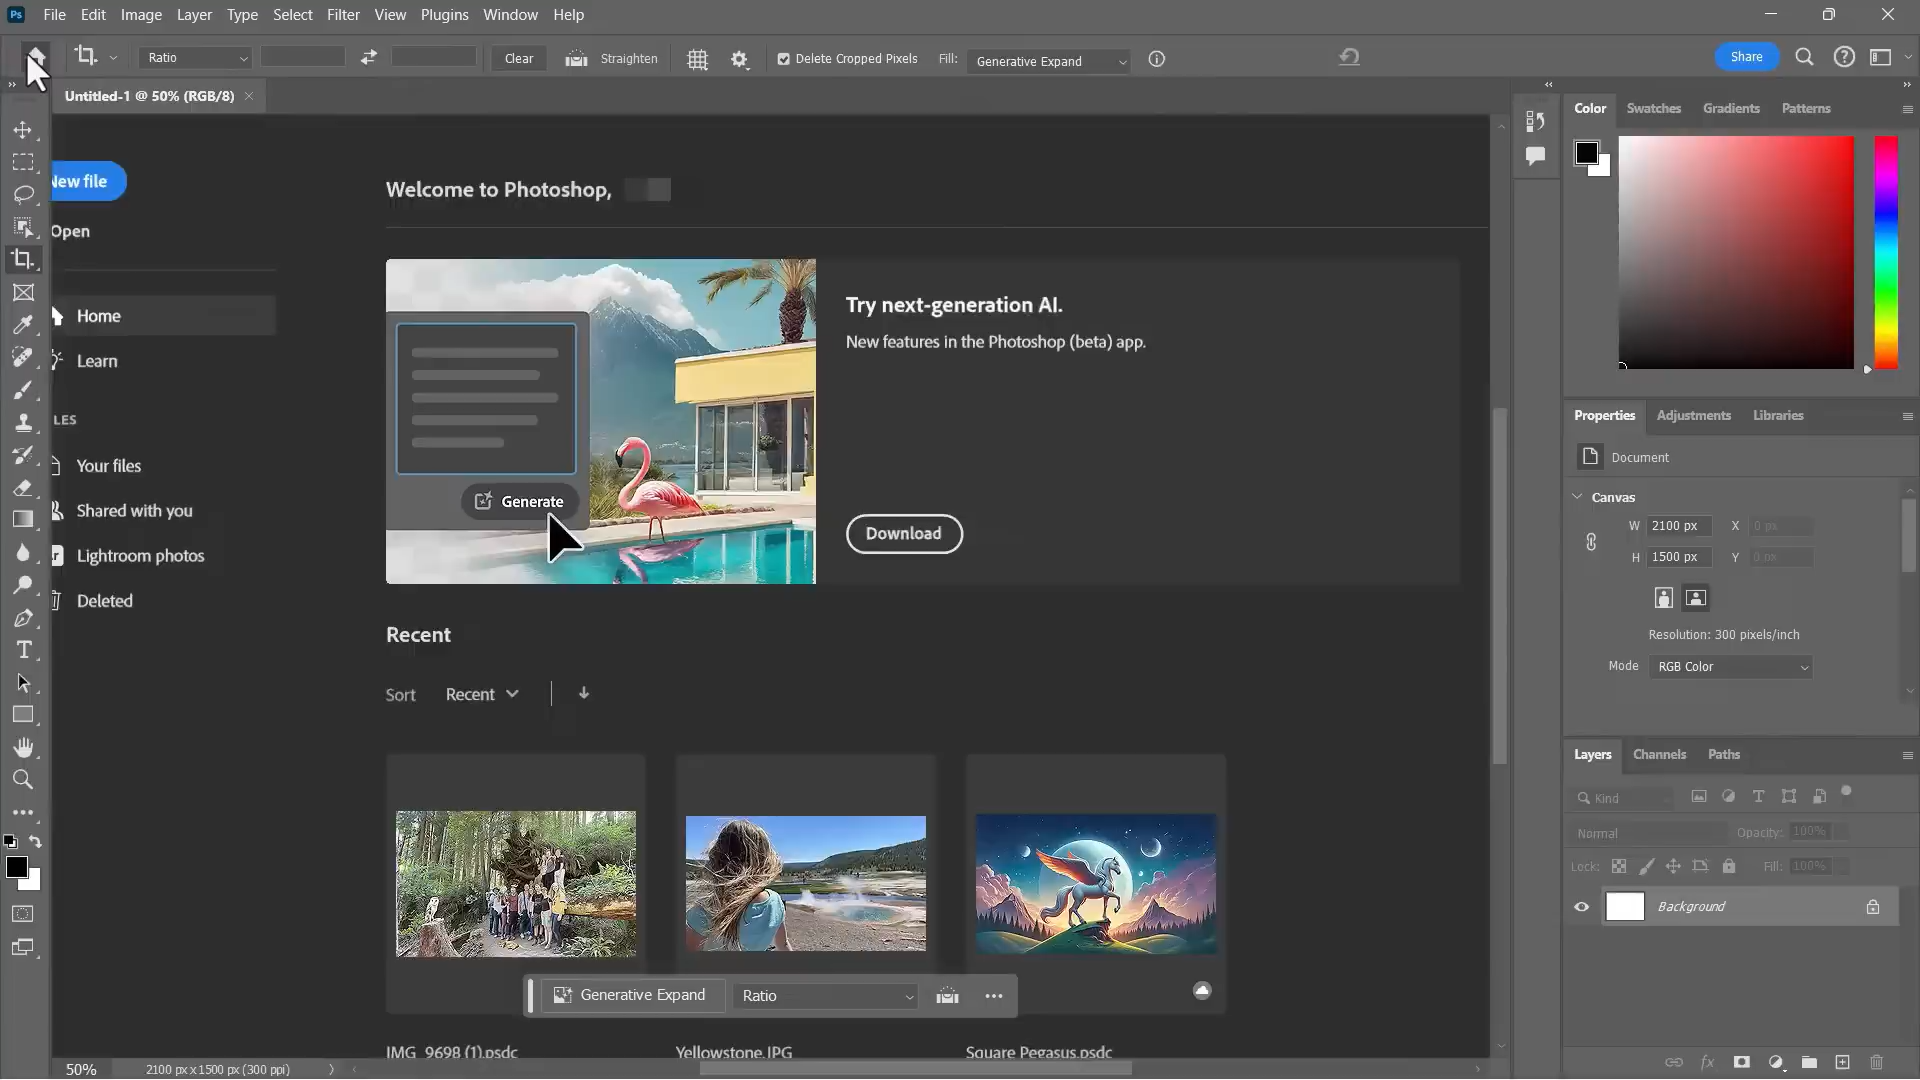 Ps File Edit Image Layer Type Select Filter View Plugins Window Help
Ratio Clear Straighten Delete Cropped Pixels Fill: Generative Expand Share
Untitled-1 @ 50% (RGB/8)
Color Swatches Gradients Patterns
New file
Welcome to Photoshop,
Open
Home
Try next-generation AI.
New features in the Photoshop (beta) app.
Learn
LES
Your files
Shared with you
Lightroom photos
Deleted
Generate
Download
Recent
Sort Recent
Generative Expand Ratio
IMG_9698 (1).psdc Yellowstone.JPG Square Pegasus.psdc
50% 2100 px x 1500 px (300 ppi)
Properties Adjustments Libraries
Document
Canvas
W 2100 px X 0 px
H 1500 px Y 0 px
Resolution: 300 pixels/inch
Mode RGB Color
Layers Channels Paths
Kind
Normal Opacity: 100%
Lock: Fill: 100%
Background
fx